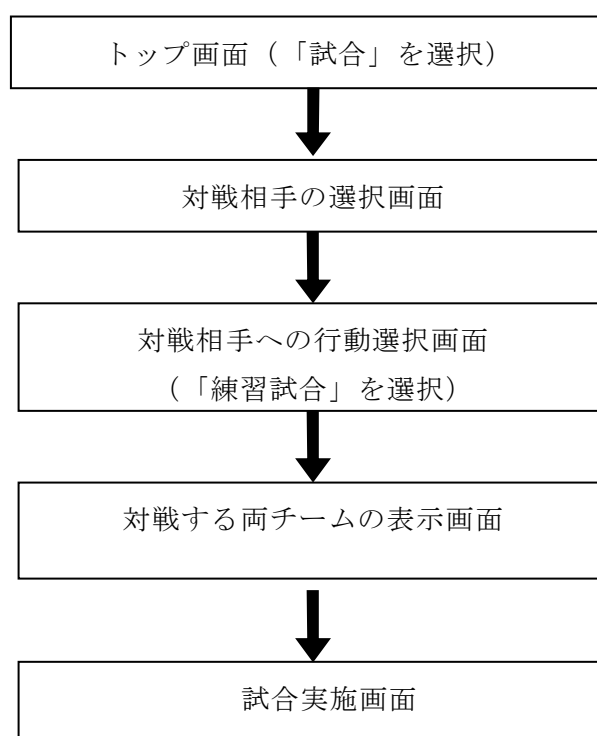 トップ画面（「試合」を選択）
対戦相手の選択画面
対戦相手への行動選択画面
（「練習試合」を選択）
対戦する両チームの表示画面
試合実施画面